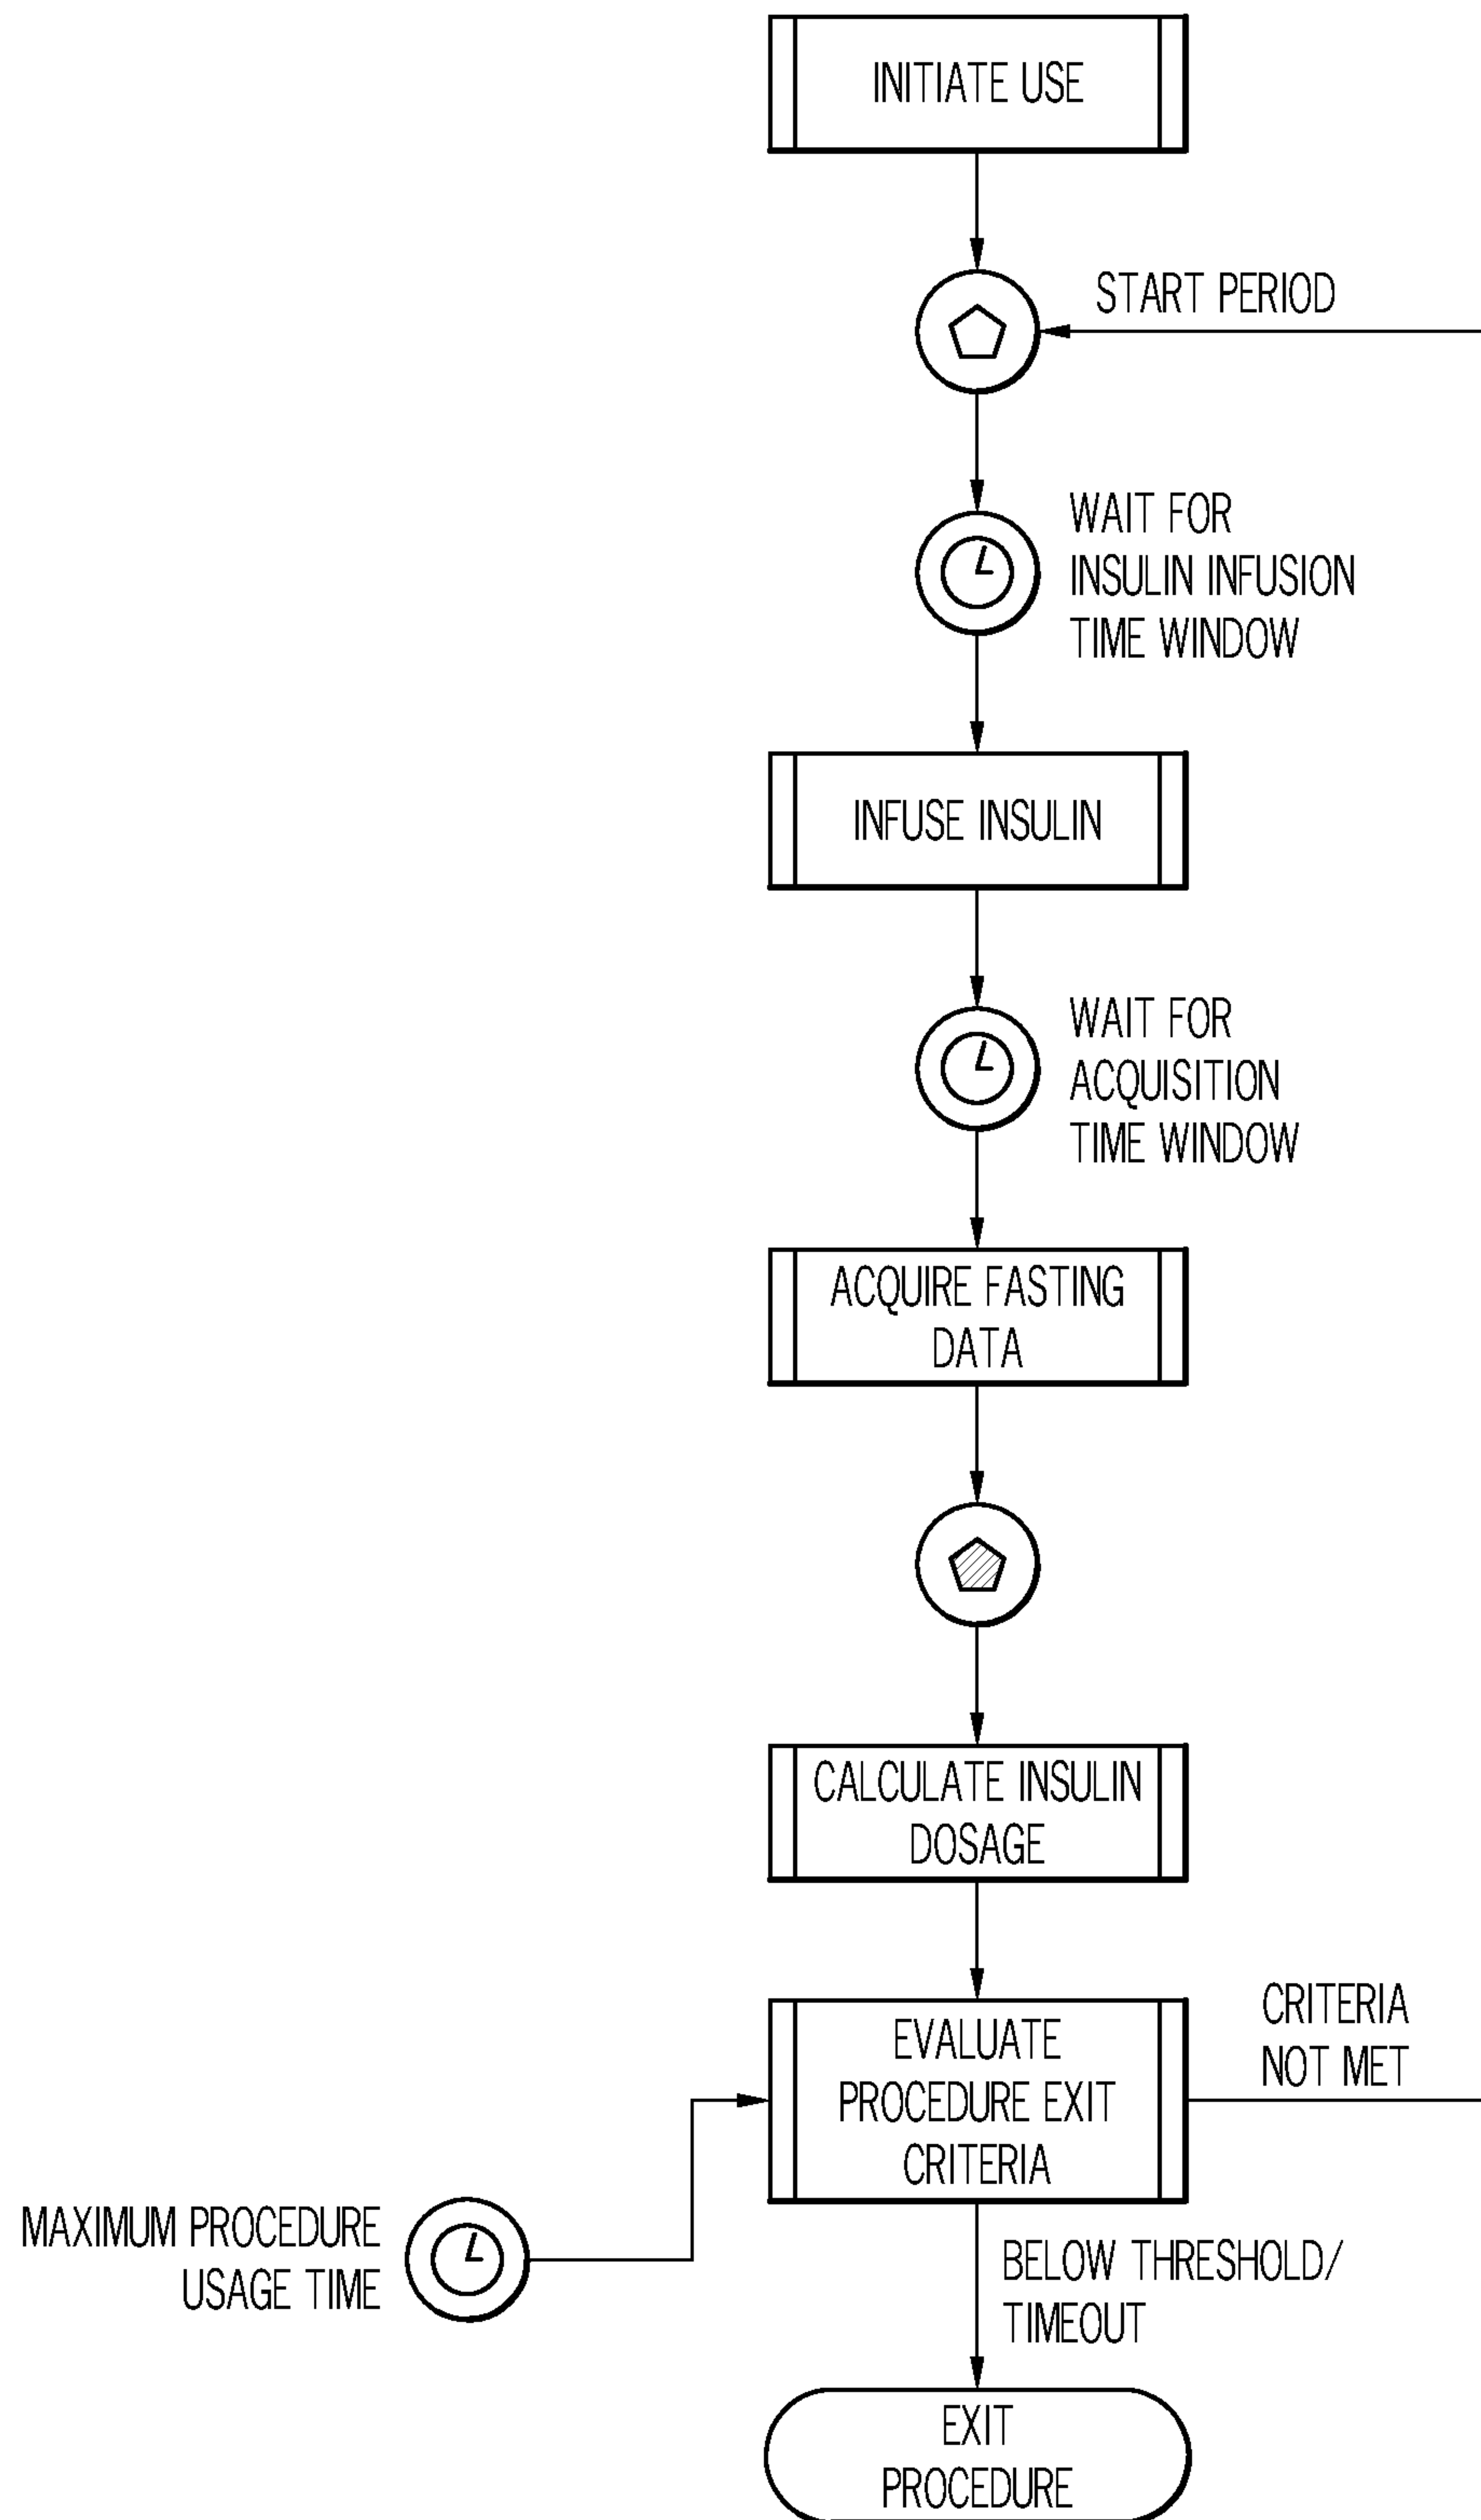 INITIATE USE
START PERIOD
WAIT FOR
INSULIN INFUSION
TIME WINDOW
INFUSE INSULIN
WAIT FOR
ACQUISITION
TIME WINDOW
ACQUIRE FASTING
DATA
CALCULATE INSULIN
DOSAGE
EVALUATE
PROCEDURE EXIT
CRITERIA
CRITERIA
NOT MET
MAXIMUM PROCEDURE
USAGE TIME
BELOW THRESHOLD/
TIMEOUT
EXIT
PROCEDURE